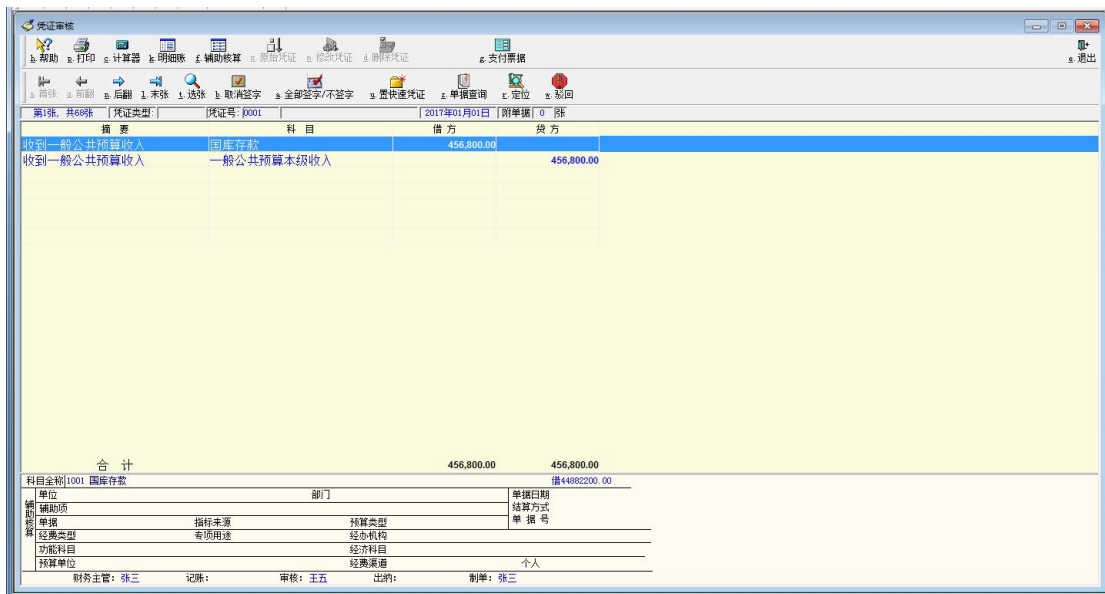 凭证审核
h.帮助 p.打印 c.计算器 k.明细账 f.辅助核算 原始凭证 修改凭证 d.删除凭证 g.支付票据 退出
首张 前翻 n.后翻 l.末张 t.选张 b.取消签字 a.全部签字/不签字 置快速凭证 z.单据查询 r.定位 驳回
第1张, 共68张 凭证类型: 凭证号: 0001 2017年01月01日 附单据 0 张
摘 要 科 目 借 方 贷 方
收到一般公共预算收入 国库存款 456,800.00
收到一般公共预算收入 一般公共预算本级收入 456,800.00
合 计 456,800.00 456,800.00
科目全称 1001 国库存款 借44882200.00
辅助核算
单位 部门 单据日期
辅助项 结算方式
单据 指标来源 预算类型 单 据 号
经费类型 专项用途 经办机构
功能科目 经济科目
预算单位 经费渠道 个人
财务主管: 张三 记账: 审核: 王五 出纳: 制单: 张三